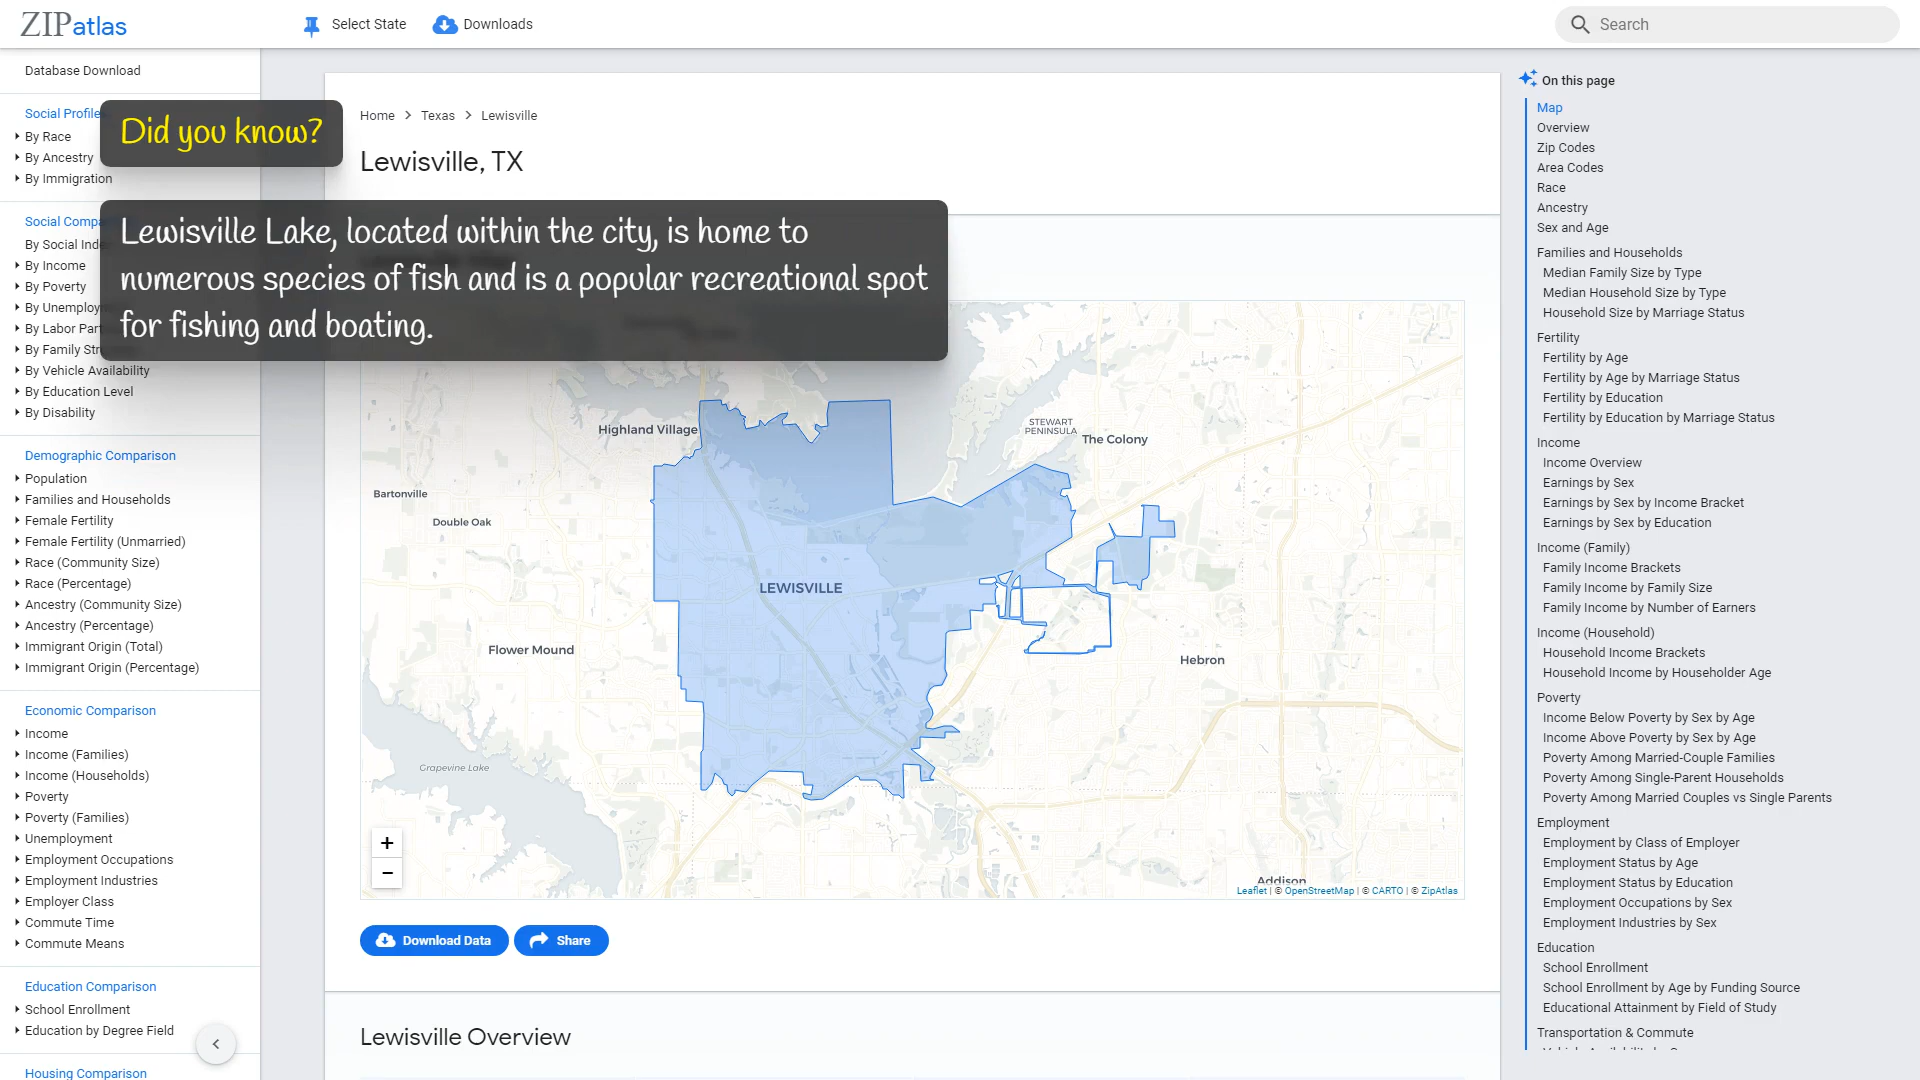 ZIPatlas
Select State
Downloads
Search
Database Download
Social Profile
By Race
By Ancestry
By Immigration
Social
By Social
By Income
By Poverty
By
By Labor
By Family
By Vehicle Availability
By Education Level
By Disability
Demographic Comparison
Population
Families and Households
Female Fertility
Female Fertility (Unmarried)
Race (Community Size)
Race (Percentage)
Ancestry (Community Size)
Ancestry (Percentage)
Immigrant Origin (Total)
Immigrant Origin (Percentage)
Economic Comparison
Income
Income (Families)
Income (Households)
Poverty
Poverty (Families)
Unemployment
Employment Occupations
Employment Industries
Employer Class
Commute Time
Commute Means
Education Comparison
School Enrollment
Education by Degree Field
Housing Comparison
Did you know?
Lewisville Lake, located within the city, is home to
numerous species of fish and is a popular recreational spot
for fishing and boating.
Home > Texas > Lewisville
Lewisville, TX
Highland Village
STEWART
PENINSULA
The Colony
Bartonville
Double Oak
LEWISVILLE
Flower Mound
Hebron
Grapevine Lake
Addison
+
−
Leaflet | © OpenStreetMap | © CARTO | © ZipAtlas
Download Data
Share
Lewisville Overview
On this page
Map
Overview
Zip Codes
Area Codes
Race
Ancestry
Sex and Age
Families and Households
Median Family Size by Type
Median Household Size by Type
Household Size by Marriage Status
Fertility
Fertility by Age
Fertility by Age by Marriage Status
Fertility by Education
Fertility by Education by Marriage Status
Income
Income Overview
Earnings by Sex
Earnings by Sex by Income Bracket
Earnings by Sex by Education
Income (Family)
Family Income Brackets
Family Income by Family Size
Family Income by Number of Earners
Income (Household)
Household Income Brackets
Household Income by Householder Age
Poverty
Income Below Poverty by Sex by Age
Income Above Poverty by Sex by Age
Poverty Among Married-Couple Families
Poverty Among Single-Parent Households
Poverty Among Married Couples vs Single Parents
Employment
Employment by Class of Employer
Employment Status by Age
Employment Status by Education
Employment Occupations by Sex
Employment Industries by Sex
Education
School Enrollment
School Enrollment by Age by Funding Source
Educational Attainment by Field of Study
Transportation & Commute